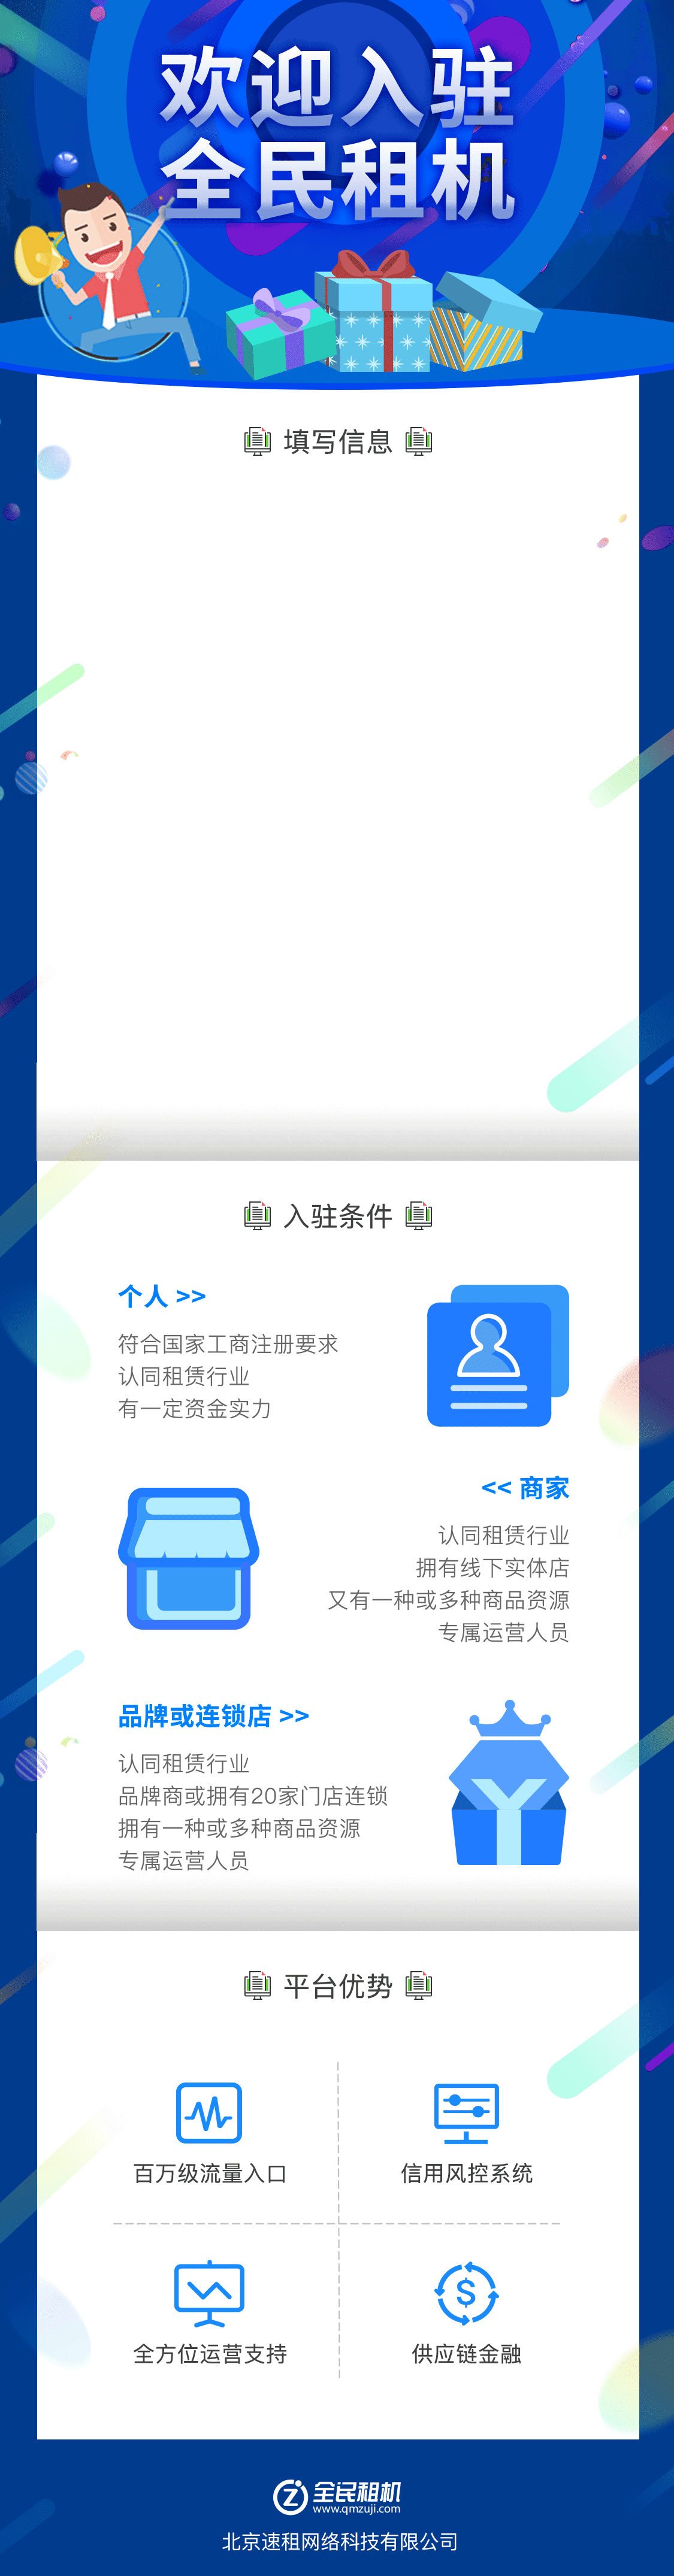 欢迎入驻
全民租机
填写信息
入驻条件
个人 >>
符合国家工商注册要求
认同租赁行业
有一定资金实力
<< 商家
认同租赁行业
拥有线下实体店
又有一种或多种商品资源
专属运营人员
品牌或连锁店 >>
认同租赁行业
品牌商或拥有20家门店连锁
拥有一种或多种商品资源
专属运营人员
平台优势
百万级流量入口
信用风控系统
全方位运营支持
供应链金融
全民租机
www.qmzuji.com
北京速租网络科技有限公司